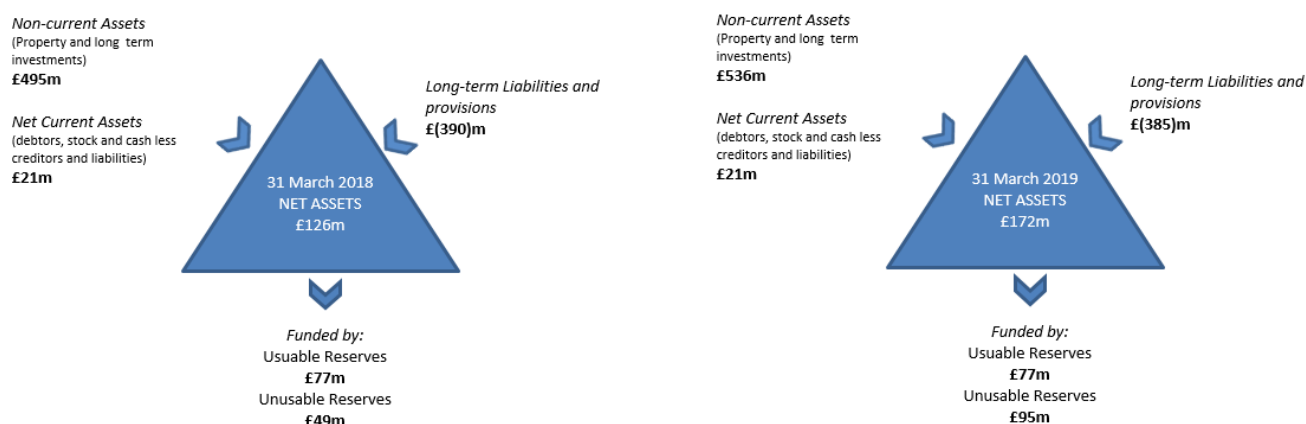 Non-current Assets
(Property and long term
investments)
£495m
Net Current Assets
(debtors, stock and cash less
creditors and liabilities)
£21m
Long-term Liabilities and
provisions
£(390)m
31 March 2018
NET ASSETS
£126m
Funded by:
Usuable Reserves
£77m
Unusable Reserves
£49m
Non-current Assets
(Property and long term
investments)
£536m
Net Current Assets
(debtors, stock and cash less
creditors and liabilities)
£21m
Long-term Liabilities and
provisions
£(385)m
31 March 2019
NET ASSETS
£172m
Funded by:
Usuable Reserves
£77m
Unusable Reserves
£95m